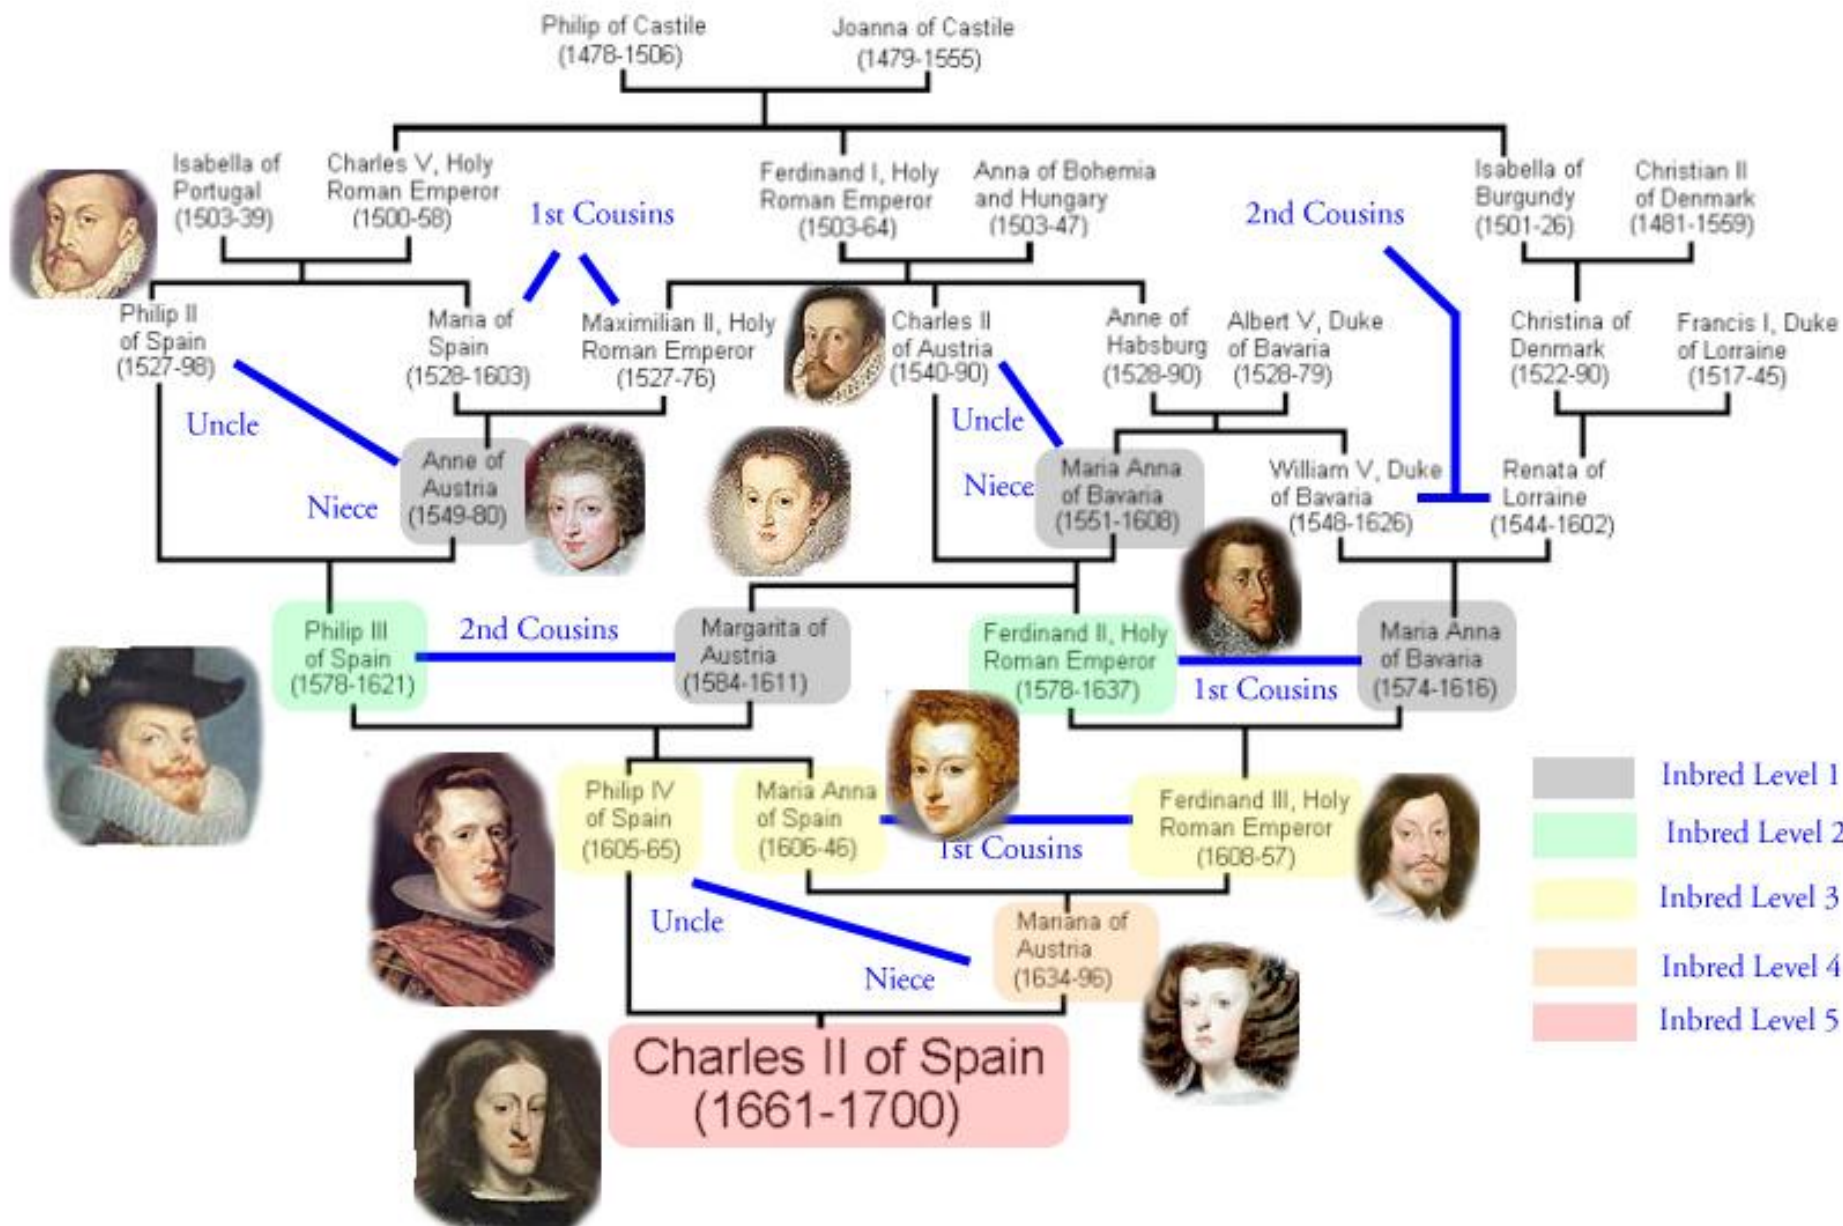 Philip of Castile
(1478-1506)
Joanna of Castile
(1479-1555)
Isabella of
Portugal
(1503-39)
Charles V, Holy
Roman Emperor
(1500-58)
1st Cousins
Ferdinand I, Holy
Roman Emperor
(1503-64)
Anna of Bohemia
and Hungary
(1503-47)
2nd Cousins
Isabella of
Burgundy
(1501-26)
Christian II
of Denmark
(1481-1559)
Philip II
of Spain
(1527-98)
Maria of
Spain
(1528-1603)
Maximilian II, Holy
Roman Emperor
(1527-76)
Charles II
of Austria
(1540-90)
Anne of
Habsburg
(1528-90)
Albert V, Duke
of Bavaria
(1528-79)
Christina of
Denmark
(1522-90)
Francis I, Duke
of Lorraine
(1517-45)
Uncle
Niece
Anne of
Austria
(1549-80)
Uncle
Niece
Maria Anna
of Bavaria
(1551-1608)
William V, Duke
of Bavaria
(1548-1626)
Renata of
Lorraine
(1544-1602)
Philip III
of Spain
(1578-1621)
2nd Cousins
Margarita of
Austria
(1584-1611)
Ferdinand II, Holy
Roman Emperor
(1578-1637)
1st Cousins
Maria Anna
of Bavaria
(1574-1616)
Philip IV
of Spain
(1605-65)
Maria Anna
of Spain
(1606-46)
1st Cousins
Ferdinand III, Holy
Roman Emperor
(1608-57)
Uncle
Niece
Mariana of
Austria
(1634-96)
Charles II of Spain
(1661-1700)
Inbred Level 1
Inbred Level 2
Inbred Level 3
Inbred Level 4
Inbred Level 5